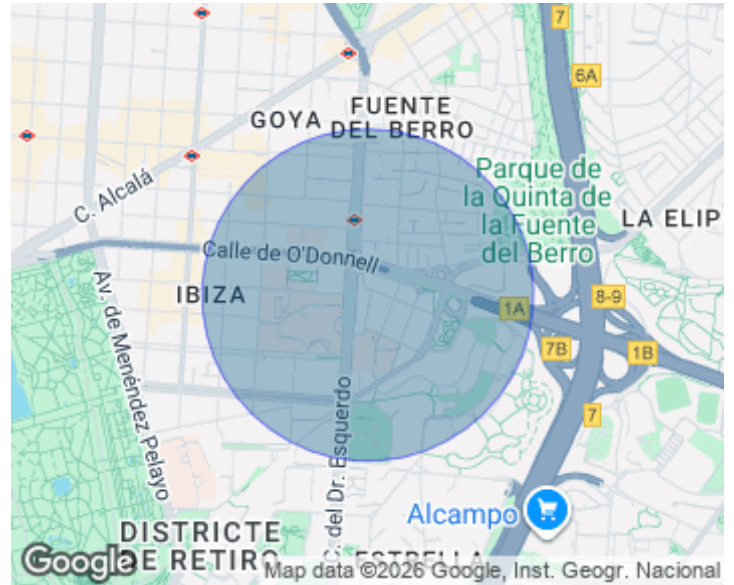 7
6A
GOYA
FUENTE
DEL BERRO
C. Alcalá
Parque de
la Quinta de
la Fuente
del Berro
LA ELIP
Calle de O'Donnell
IBIZA
Av. de Menéndez Pelayo
1A
8-9
7B
1B
7
C. del Dr. Esquerdo
Alcampo
DISTRICTE
DE RETIRO
ESTRELLA
Google
Map data ©2026 Google, Inst. Geogr. Nacional